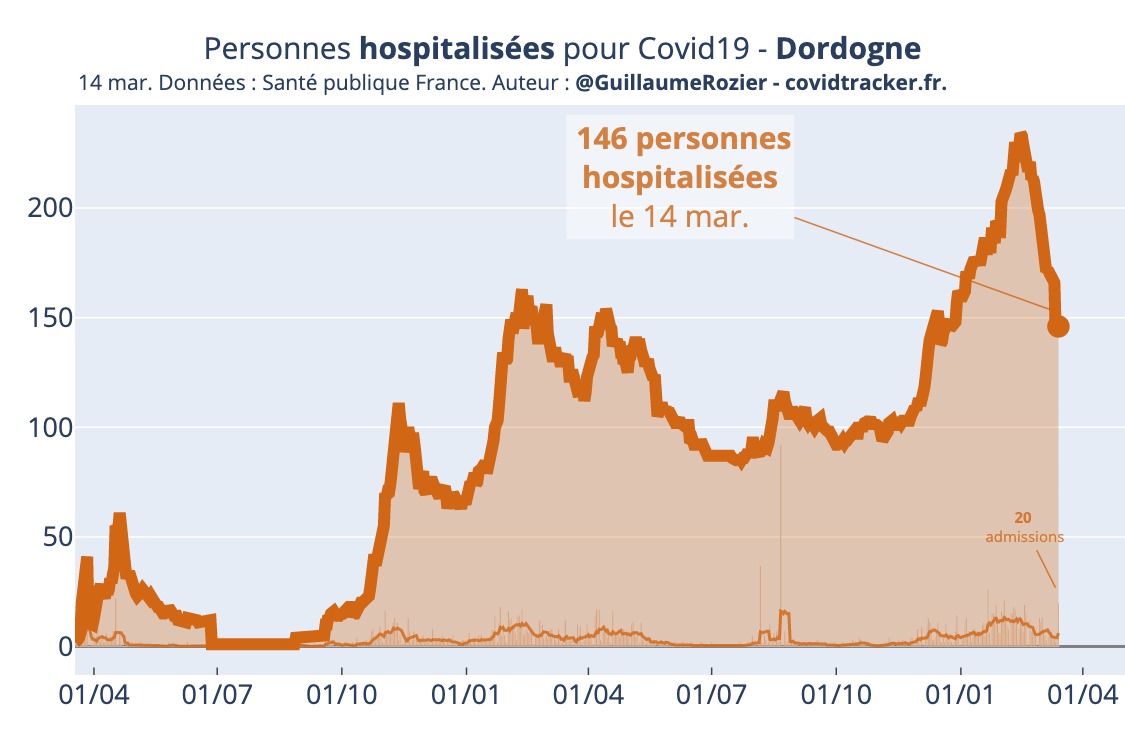 Personnes hospitalisées pour Covid19 - Dordogne
14 mar. Données : Santé publique France. Auteur : @GuillaumeRozier - covidtracker.fr.
146 personnes
hospitalisées
le 14 mar.
200
150
100
50
0
20
admissions
01/04 01/07 01/10 01/01 01/04 01/07 01/10 01/01 01/04